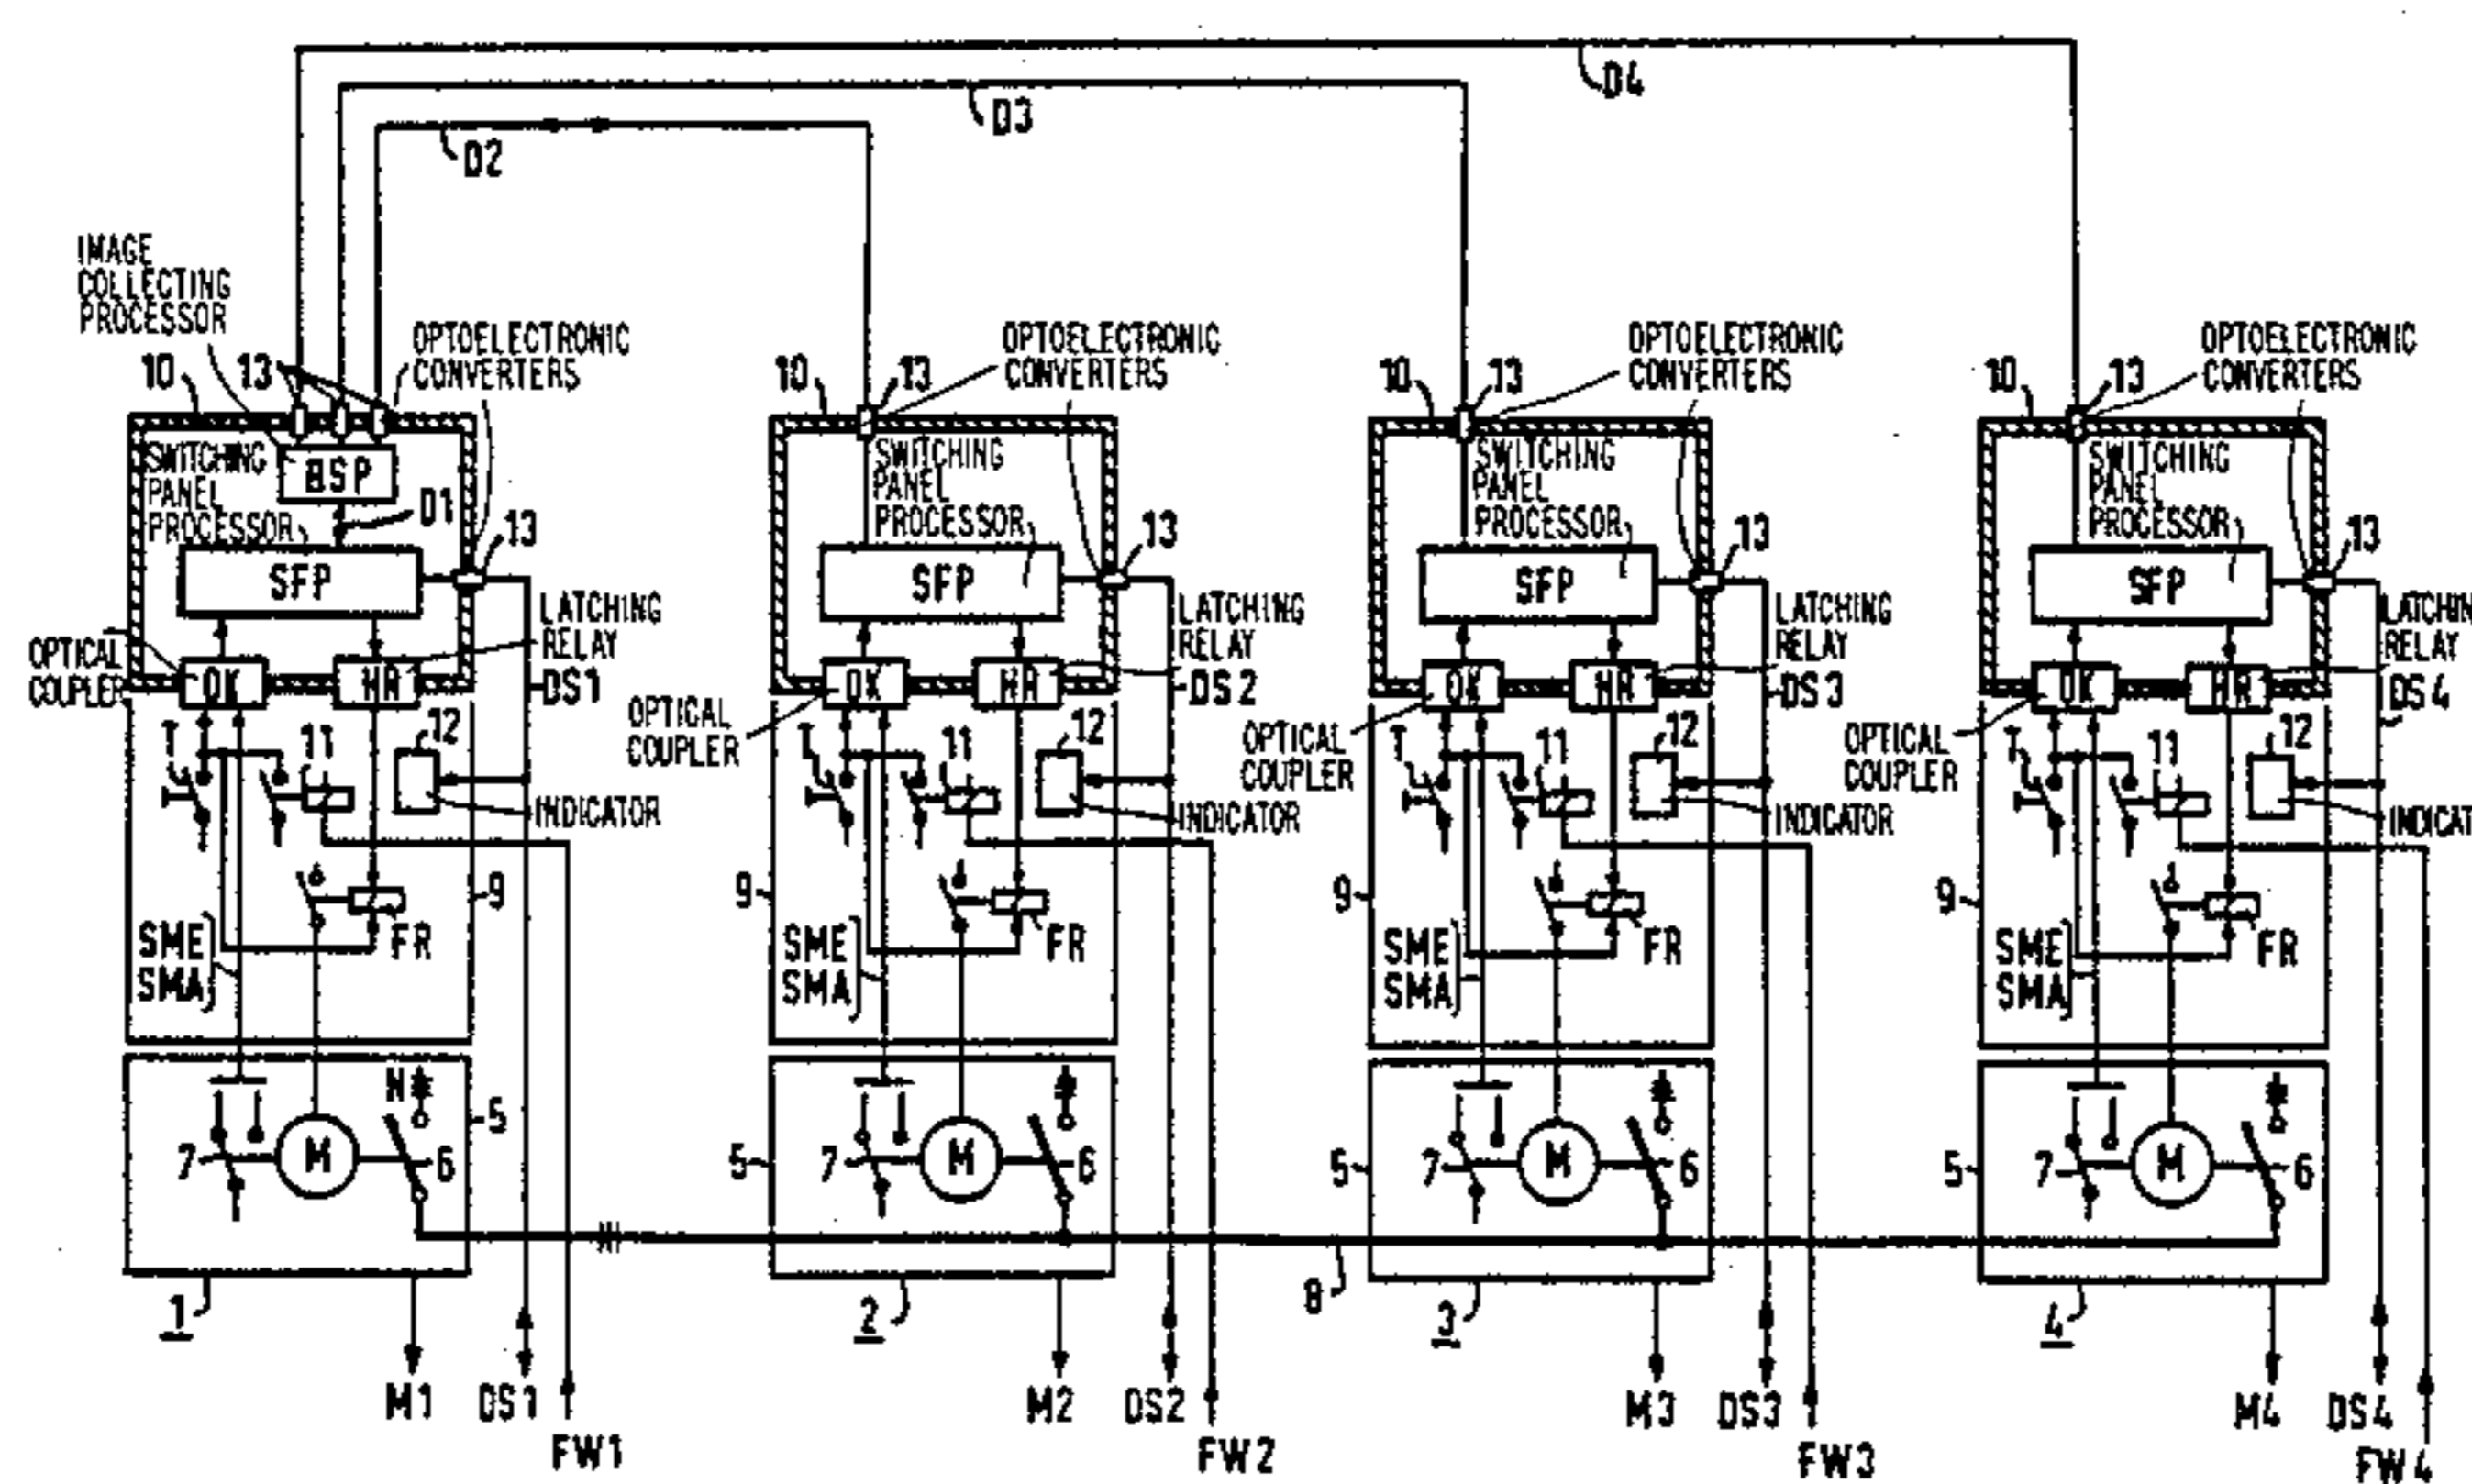 D4
D3
D2
IMAGE
COLLECTING
PROCESSOR
10
13
OPTOELECTRONIC
CONVERTERS
10
13
OPTOELECTRONIC
CONVERTERS
10
13
OPTOELECTRONIC
CONVERTERS
10
13
OPTOELECTRONIC
CONVERTERS
SWITCHING
PANEL
PROCESSOR
BSP
D1
SFP
13
SWITCHING
PANEL
PROCESSOR
SFP
13
SWITCHING
PANEL
PROCESSOR
SFP
13
SWITCHING
PANEL
PROCESSOR
SFP
13
OPTICAL
COUPLER
OK
HR
LATCHING
RELAY
DS1
OPTICAL
COUPLER
OK
HR
LATCHING
RELAY
DS2
OPTICAL
COUPLER
OK
HR
LATCHING
RELAY
DS3
OPTICAL
COUPLER
OK
HR
LATCHIN
RELAY
DS4
T
11
12
INDICATOR
T
11
12
INDICATOR
T
11
12
INDICATOR
T
11
12
INDICAT
SME
SMA
FR
9
9
SME
SMA
FR
9
SME
SMA
FR
9
SME
SMA
FR
N
7
M
6
5
5
7
M
6
5
7
M
6
5
7
M
6
1
2
8
3
4
M1
DS1
FW1
M2
DS2
FW2
M3
DS3
FW3
M4
DS4
FW4